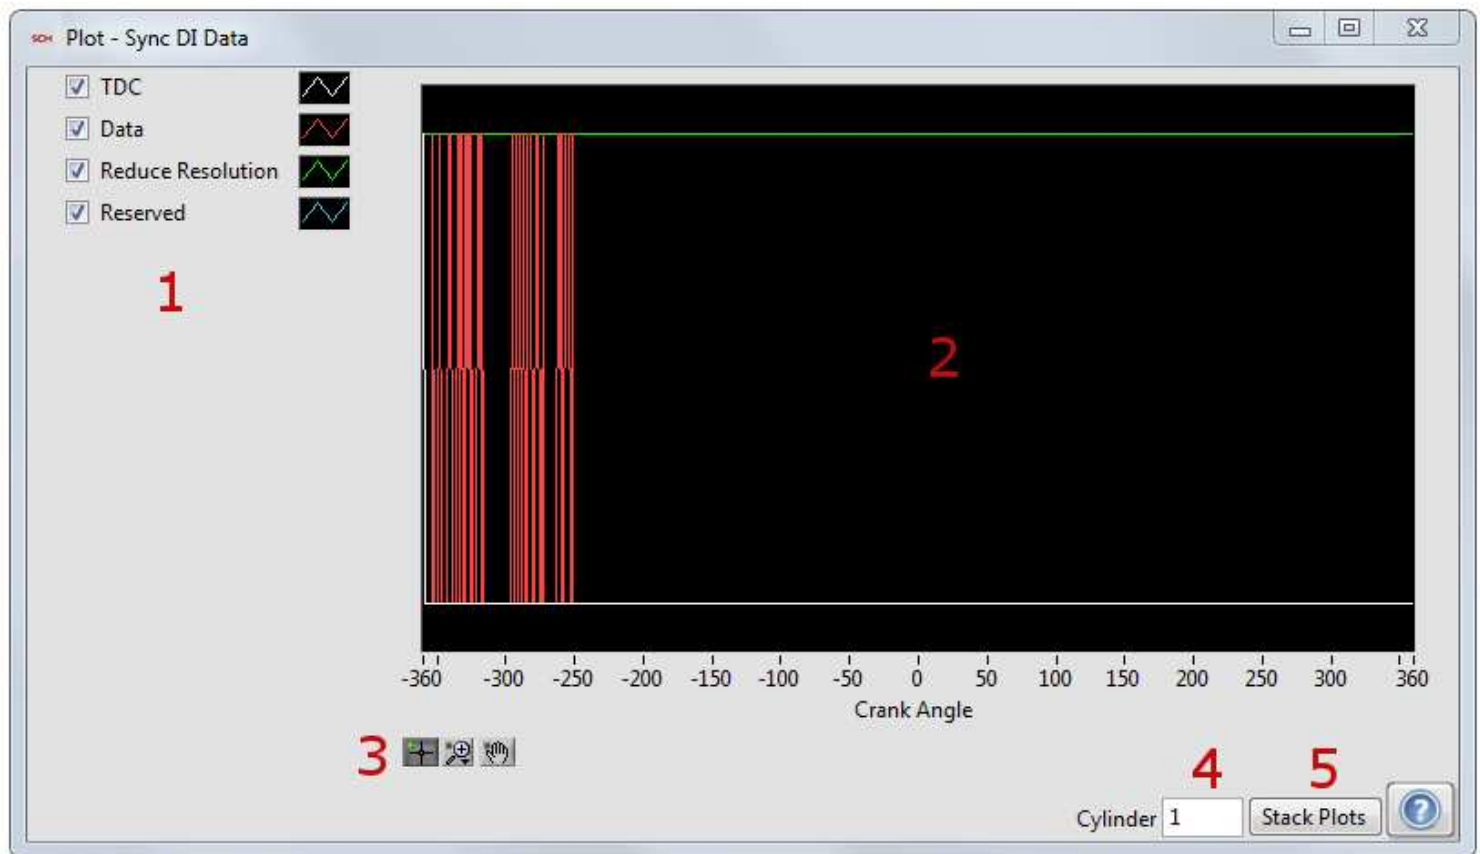 SCM Plot - Sync DI Data
TDC
Data
Reduce Resolution
Reserved
1
2
-360 -300 -250 -200 -150 -100 -50 0 50 100 150 200 250 300 360
Crank Angle
3
4 5
Cylinder 1 Stack Plots ?